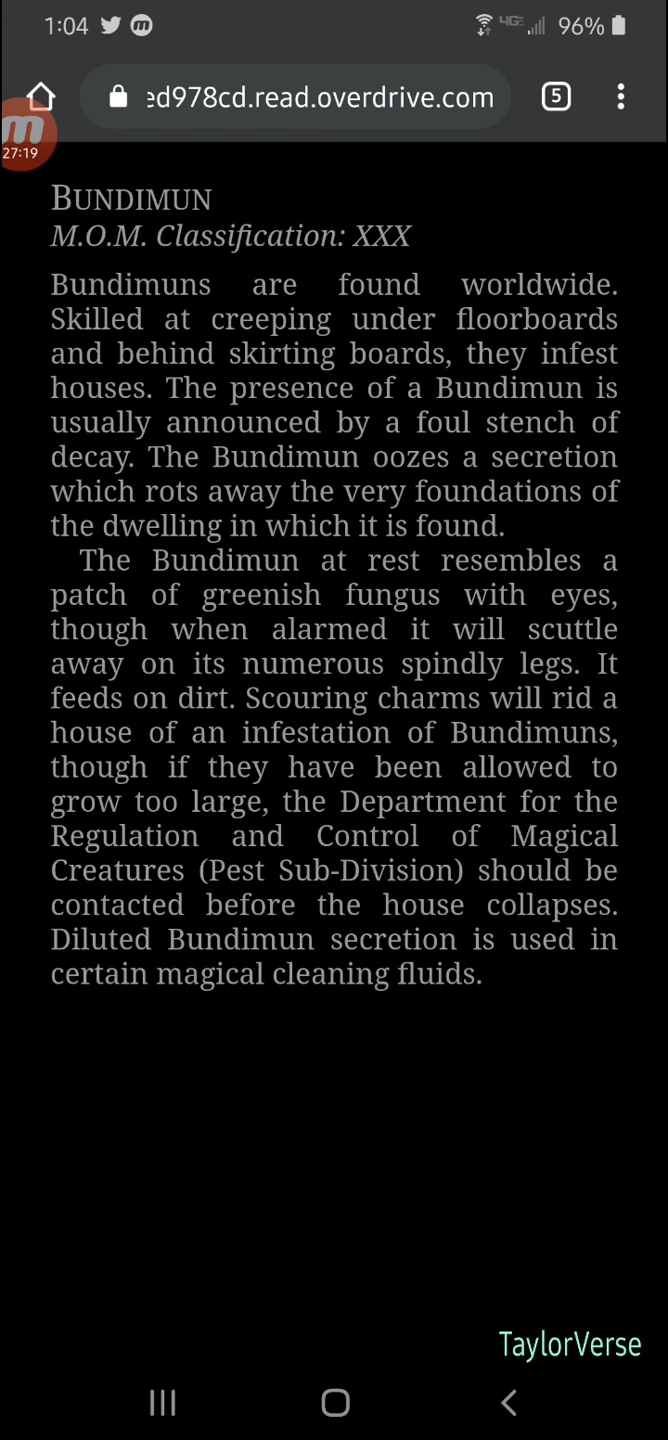 1:04 96%
ed978cd.read.overdrive.com 5
m
27:19
BUNDIMUN
M.O.M. Classification: XXX
Bundimuns are found worldwide.
Skilled at creeping under floorboards
and behind skirting boards, they infest
houses. The presence of a Bundimun is
usually announced by a foul stench of
decay. The Bundimun oozes a secretion
which rots away the very foundations of
the dwelling in which it is found.
The Bundimun at rest resembles a
patch of greenish fungus with eyes,
though when alarmed it will scuttle
away on its numerous spindly legs. It
feeds on dirt. Scouring charms will rid a
house of an infestation of Bundimuns,
though if they have been allowed to
grow too large, the Department for the
Regulation and Control of Magical
Creatures (Pest Sub-Division) should be
contacted before the house collapses.
Diluted Bundimun secretion is used in
certain magical cleaning fluids.
TaylorVerse